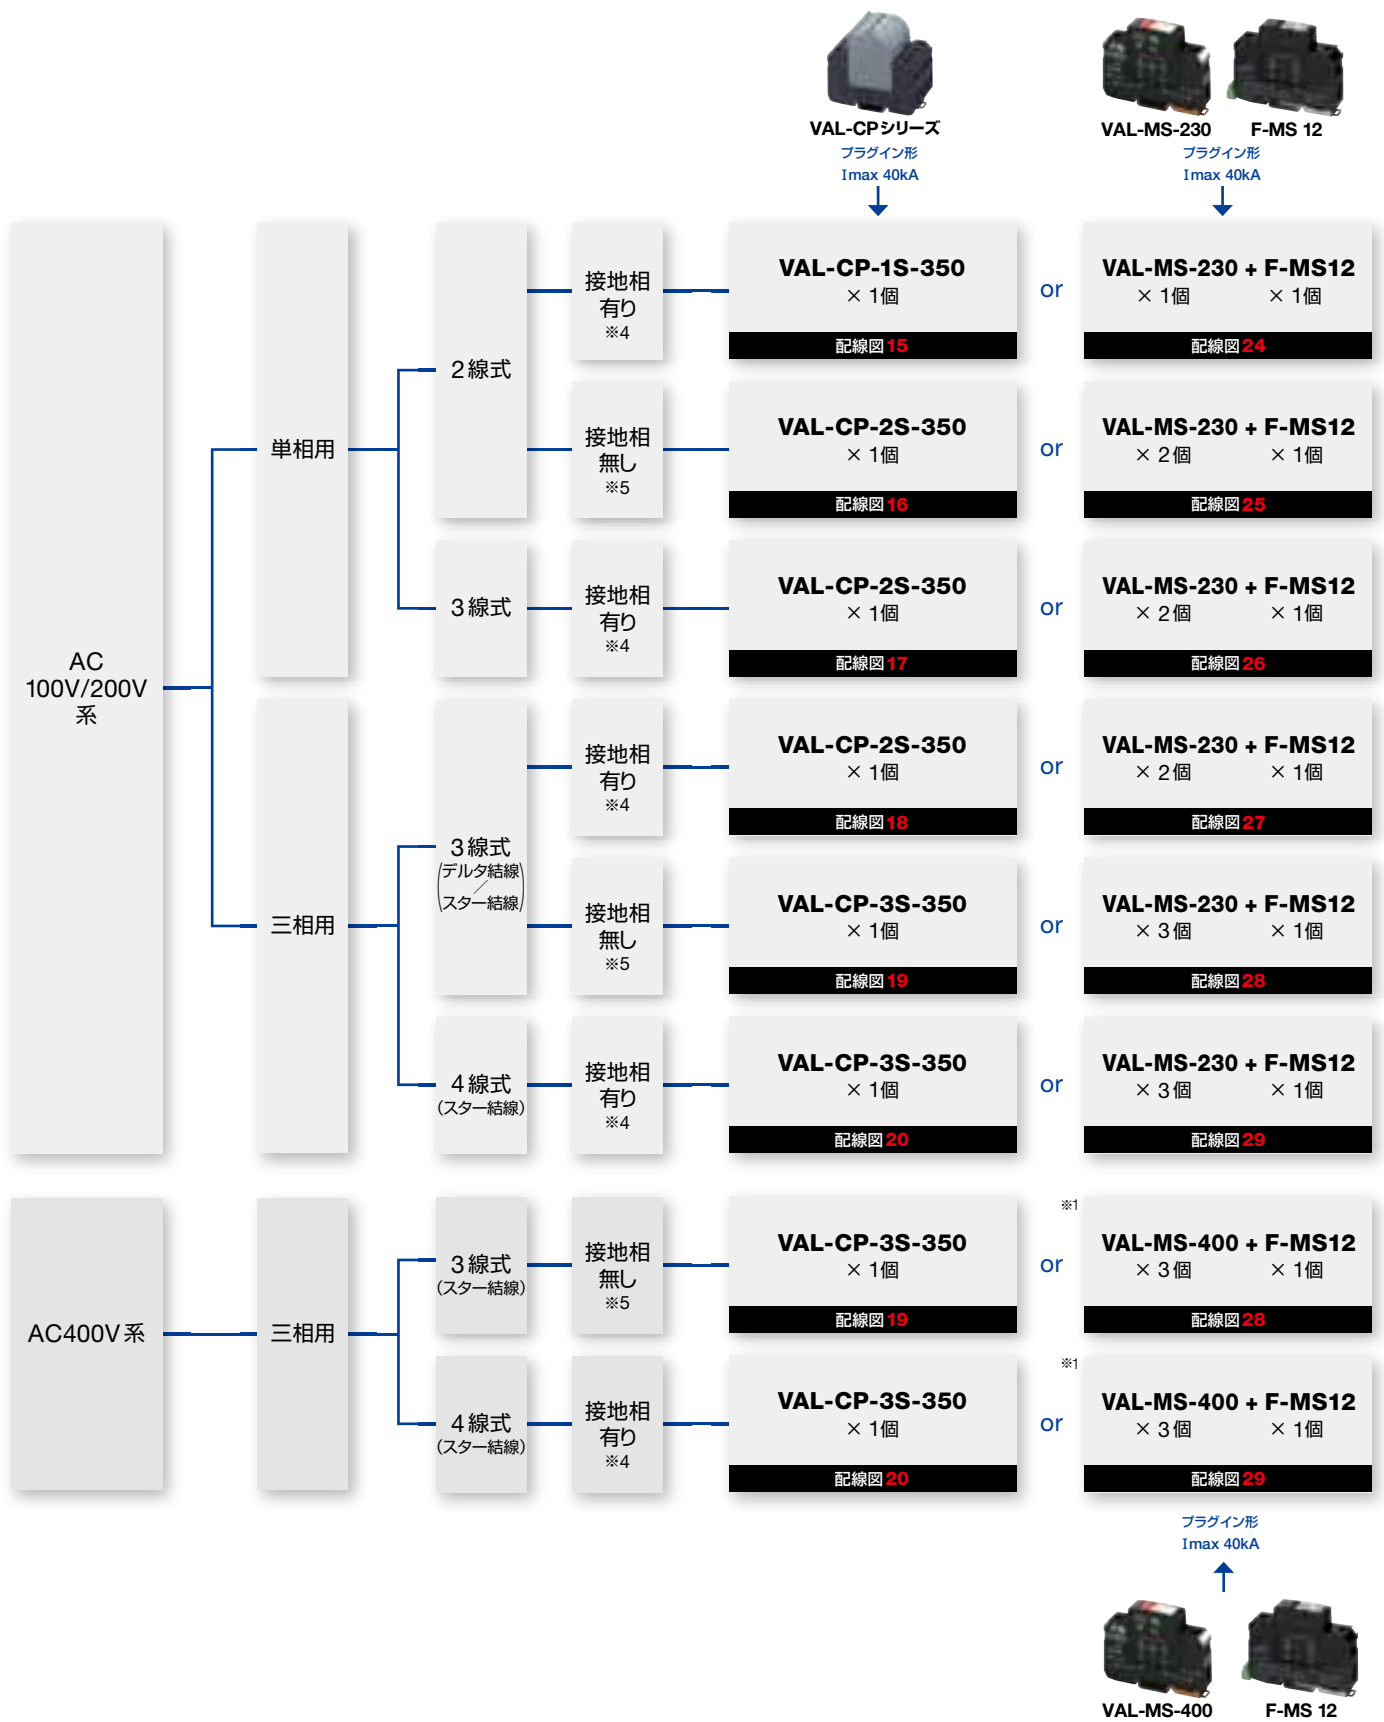 VAL-CPシリーズ
プラグイン形
Imax 40kA
VAL-MS-230
F-MS 12
プラグイン形
Imax 40kA
AC
100V/200V
系
単相用
2線式
接地相
有り
※4
VAL-CP-1S-350
× 1個
配線図15
or
VAL-MS-230 + F-MS12
× 1個 × 1個
配線図24
接地相
無し
※5
VAL-CP-2S-350
× 1個
配線図16
or
VAL-MS-230 + F-MS12
× 2個 × 1個
配線図25
3線式
接地相
有り
※4
VAL-CP-2S-350
× 1個
配線図17
or
VAL-MS-230 + F-MS12
× 2個 × 1個
配線図26
三相用
3線式
(デルタ結線
／
スター結線)
接地相
有り
※4
VAL-CP-2S-350
× 1個
配線図18
or
VAL-MS-230 + F-MS12
× 2個 × 1個
配線図27
接地相
無し
※5
VAL-CP-3S-350
× 1個
配線図19
or
VAL-MS-230 + F-MS12
× 3個 × 1個
配線図28
4線式
(スター結線)
接地相
有り
※4
VAL-CP-3S-350
× 1個
配線図20
or
VAL-MS-230 + F-MS12
× 3個 × 1個
配線図29
AC400V系
三相用
3線式
(スター結線)
接地相
無し
※5
VAL-CP-3S-350
× 1個
配線図19
※1
or
VAL-MS-400 + F-MS12
× 3個 × 1個
配線図28
4線式
(スター結線)
接地相
有り
※4
VAL-CP-3S-350
× 1個
配線図20
※1
or
VAL-MS-400 + F-MS12
× 3個 × 1個
配線図29
プラグイン形
Imax 40kA
VAL-MS-400
F-MS 12